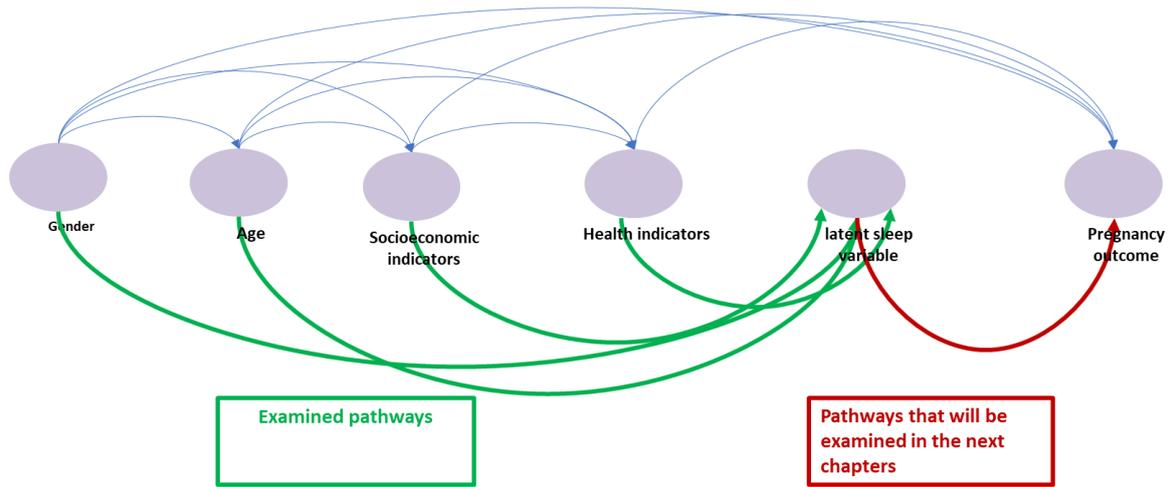 Gender
Age
Socioeconomic
indicators
Health indicators
latent sleep
variable
Pregnancy
outcome
Examined pathways
Pathways that will be
examined in the next
chapters